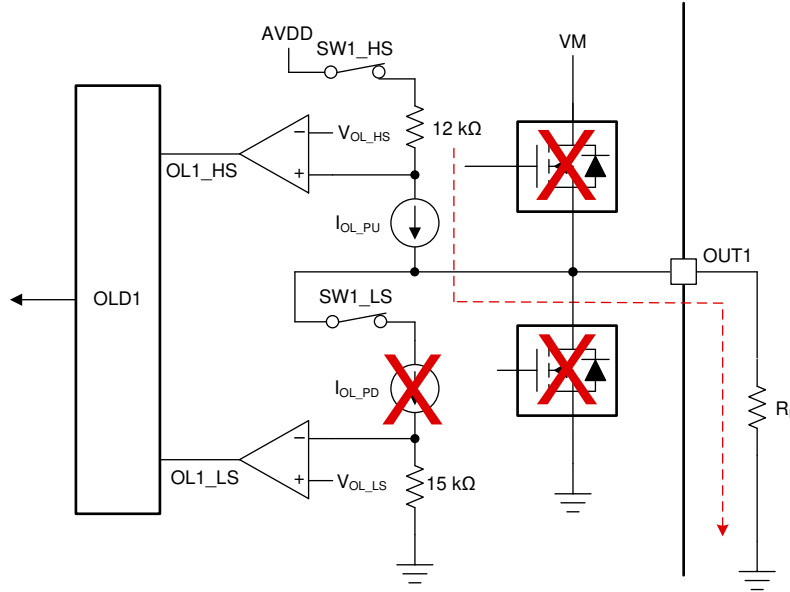 AVDD
SW1_HS
VM
V_OL_HS
12 kΩ
OL1_HS
I_OL_PU
OUT1
OLD1
SW1_LS
I_OL_PD
OL1_LS
V_OL_LS
15 kΩ